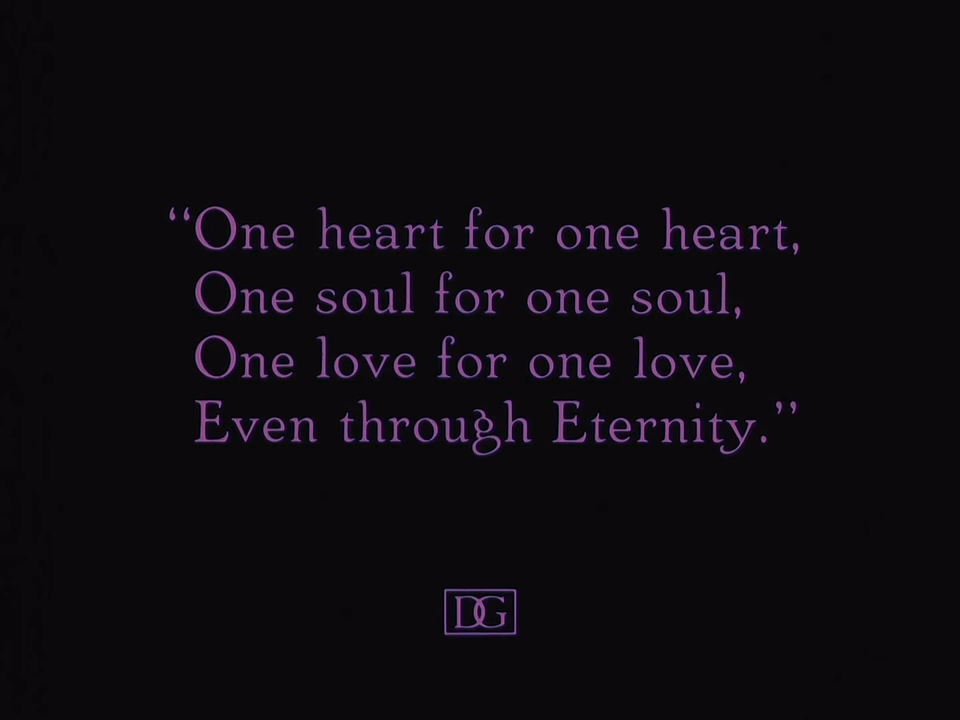 “One heart for one heart,
One soul for one soul,
One love for one love,
Even through Eternity.”
DG